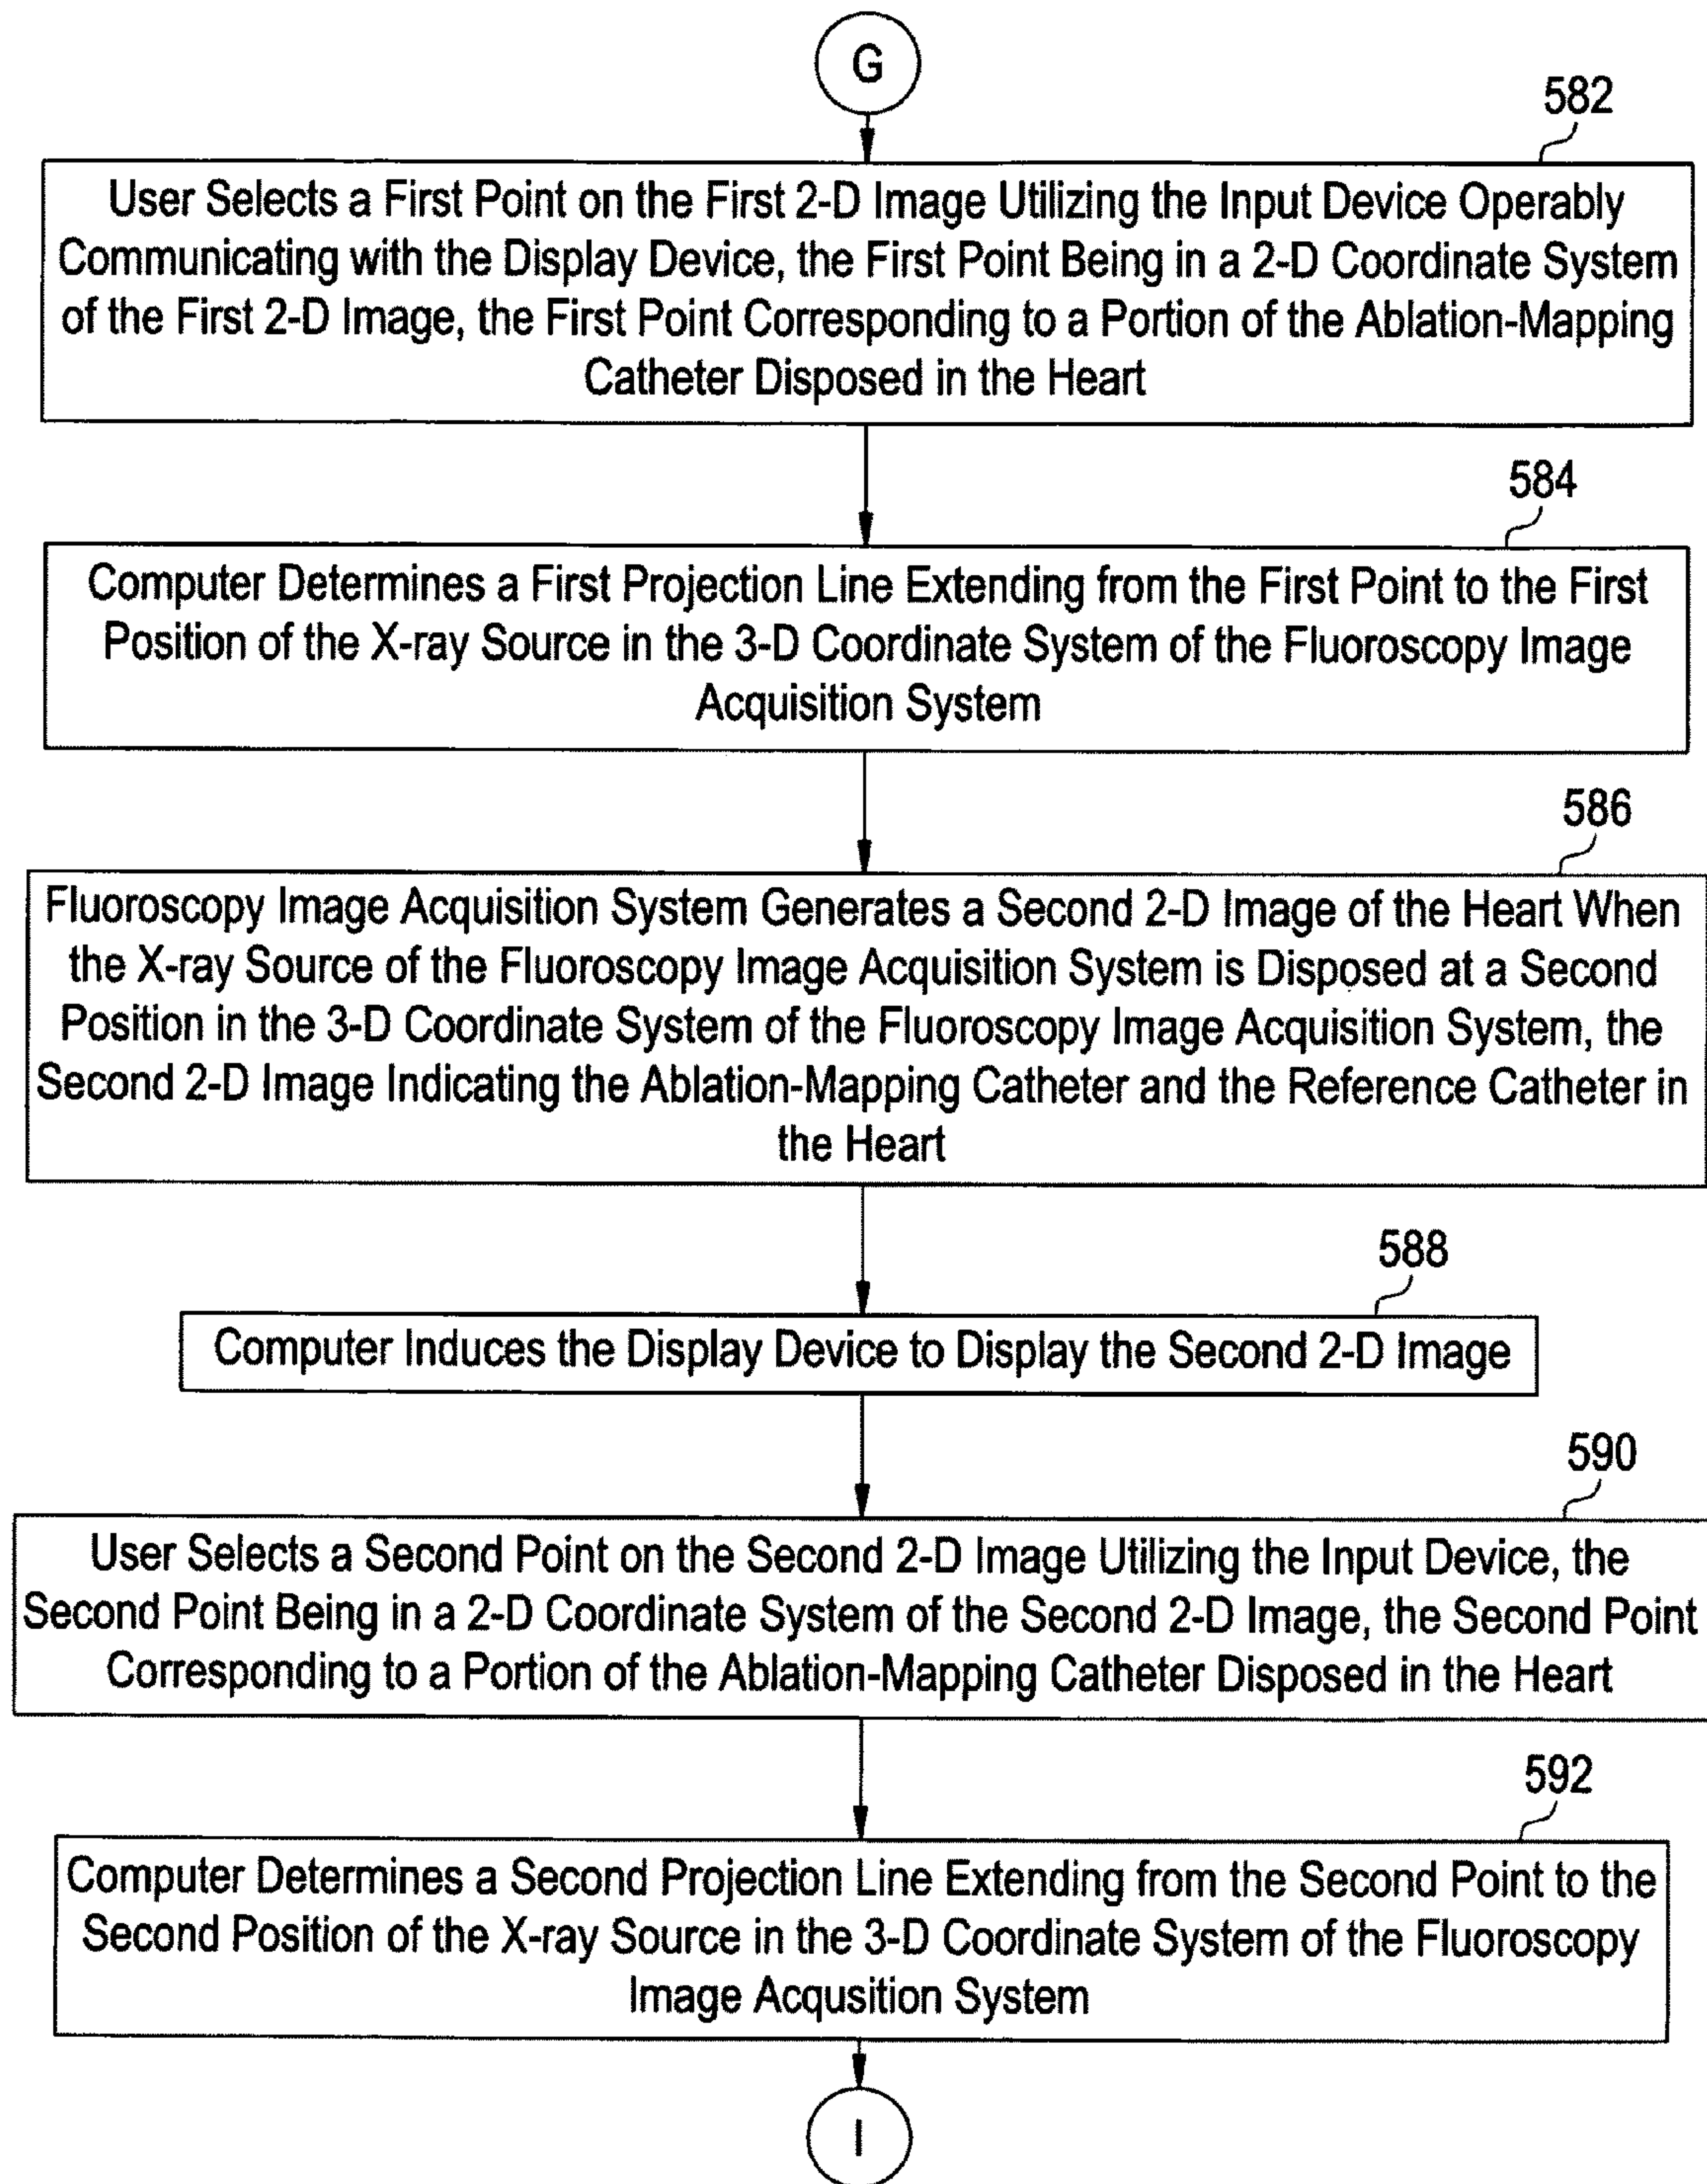 G
582
User Selects a First Point on the First 2-D Image Utilizing the Input Device Operably
Communicating with the Display Device, the First Point Being in a 2-D Coordinate System
of the First 2-D Image, the First Point Corresponding to a Portion of the Ablation-Mapping
Catheter Disposed in the Heart
584
Computer Determines a First Projection Line Extending from the First Point to the First
Position of the X-ray Source in the 3-D Coordinate System of the Fluoroscopy Image
Acquisition System
586
Fluoroscopy Image Acquisition System Generates a Second 2-D Image of the Heart When
the X-ray Source of the Fluoroscopy Image Acquisition System is Disposed at a Second
Position in the 3-D Coordinate System of the Fluoroscopy Image Acquisition System, the
Second 2-D Image Indicating the Ablation-Mapping Catheter and the Reference Catheter in
the Heart
588
Computer Induces the Display Device to Display the Second 2-D Image
590
User Selects a Second Point on the Second 2-D Image Utilizing the Input Device, the
Second Point Being in a 2-D Coordinate System of the Second 2-D Image, the Second Point
Corresponding to a Portion of the Ablation-Mapping Catheter Disposed in the Heart
592
Computer Determines a Second Projection Line Extending from the Second Point to the
Second Position of the X-ray Source in the 3-D Coordinate System of the Fluoroscopy
Image Acqusition System
I